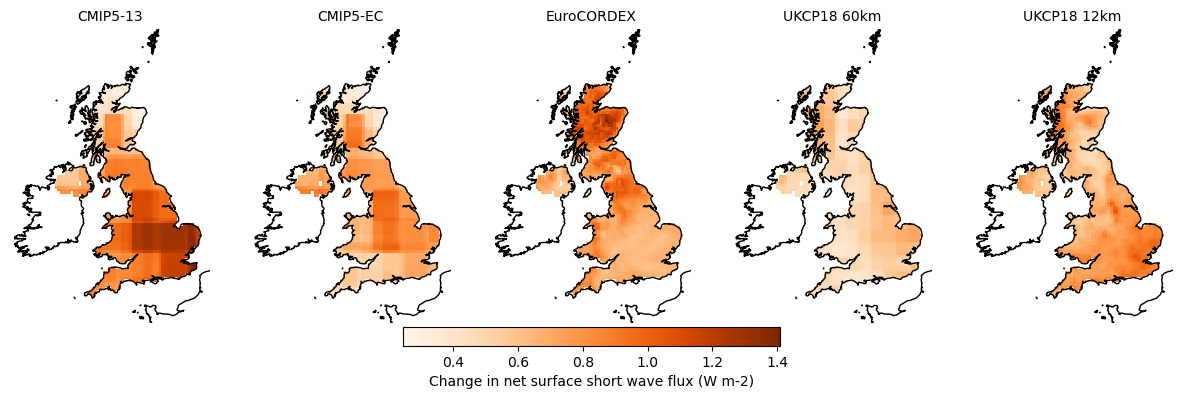 CMIP5-13 CMIP5-EC EuroCORDEX UKCP18 60km UKCP18 12km
0.4 0.6 0.8 1.0 1.2 1.4
Change in net surface short wave flux (W m-2)